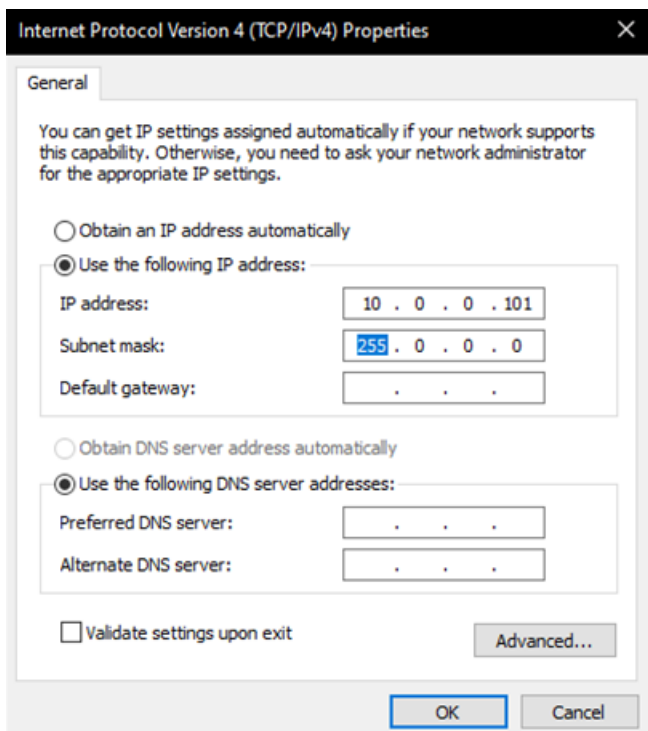 Internet Protocol Version 4 (TCP/IPv4) Properties
General
You can get IP settings assigned automatically if your network supports
this capability. Otherwise, you need to ask your network administrator
for the appropriate IP settings.
Obtain an IP address automatically
Use the following IP address:
IP address: 10 . 0 . 0 . 101
Subnet mask: 255 . 0 . 0 . 0
Default gateway: . . .
Obtain DNS server address automatically
Use the following DNS server addresses:
Preferred DNS server: . . .
Alternate DNS server: . . .
Validate settings upon exit
Advanced...
OK Cancel